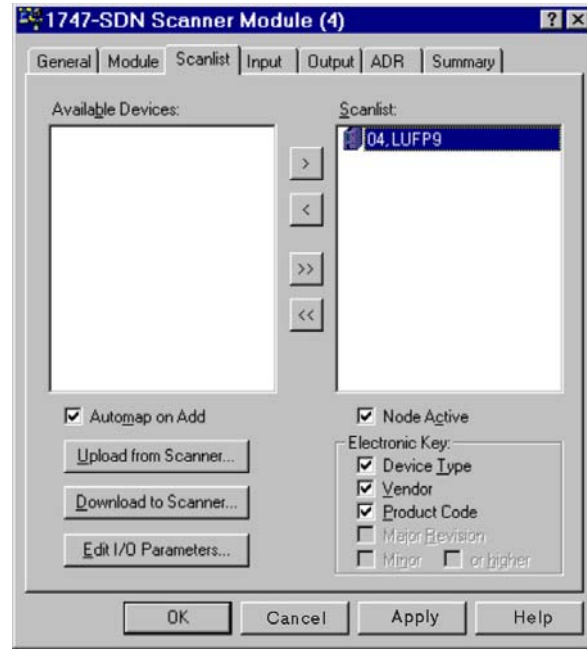 1747-SDN Scanner Module (4)
General Module Scanlist Input Output ADR Summary
Available Devices:
Scanlist:
04, LUFP9
>
<
>>
<<
Automap on Add
Node Active
Upload from Scanner...
Download to Scanner...
Edit I/O Parameters...
Electronic Key:
Device Type
Vendor
Product Code
Major Revision
Minor or higher
OK Cancel Apply Help